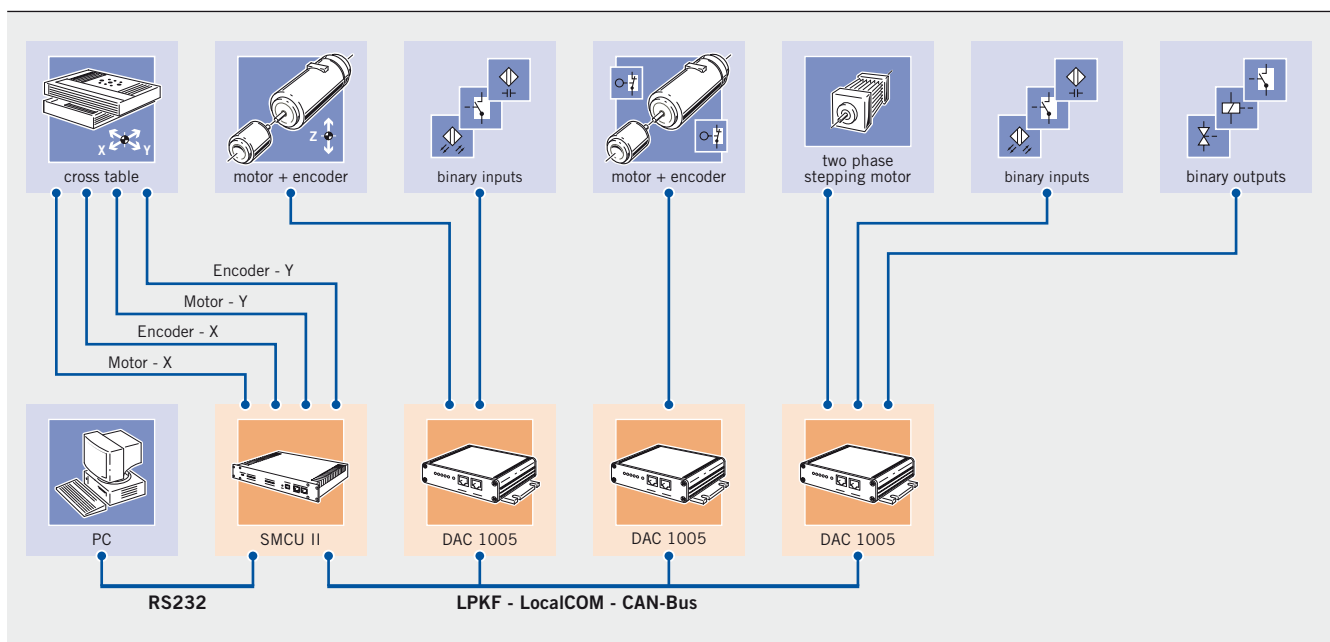 X
Y
cross table
Z
motor + encoder
binary inputs
motor + encoder
two phase
stepping motor
binary inputs
binary outputs
Encoder - Y
Motor - Y
Encoder - X
Motor - X
PC
SMCU II
DAC 1005
DAC 1005
DAC 1005
RS232
LPKF - LocalCOM - CAN-Bus